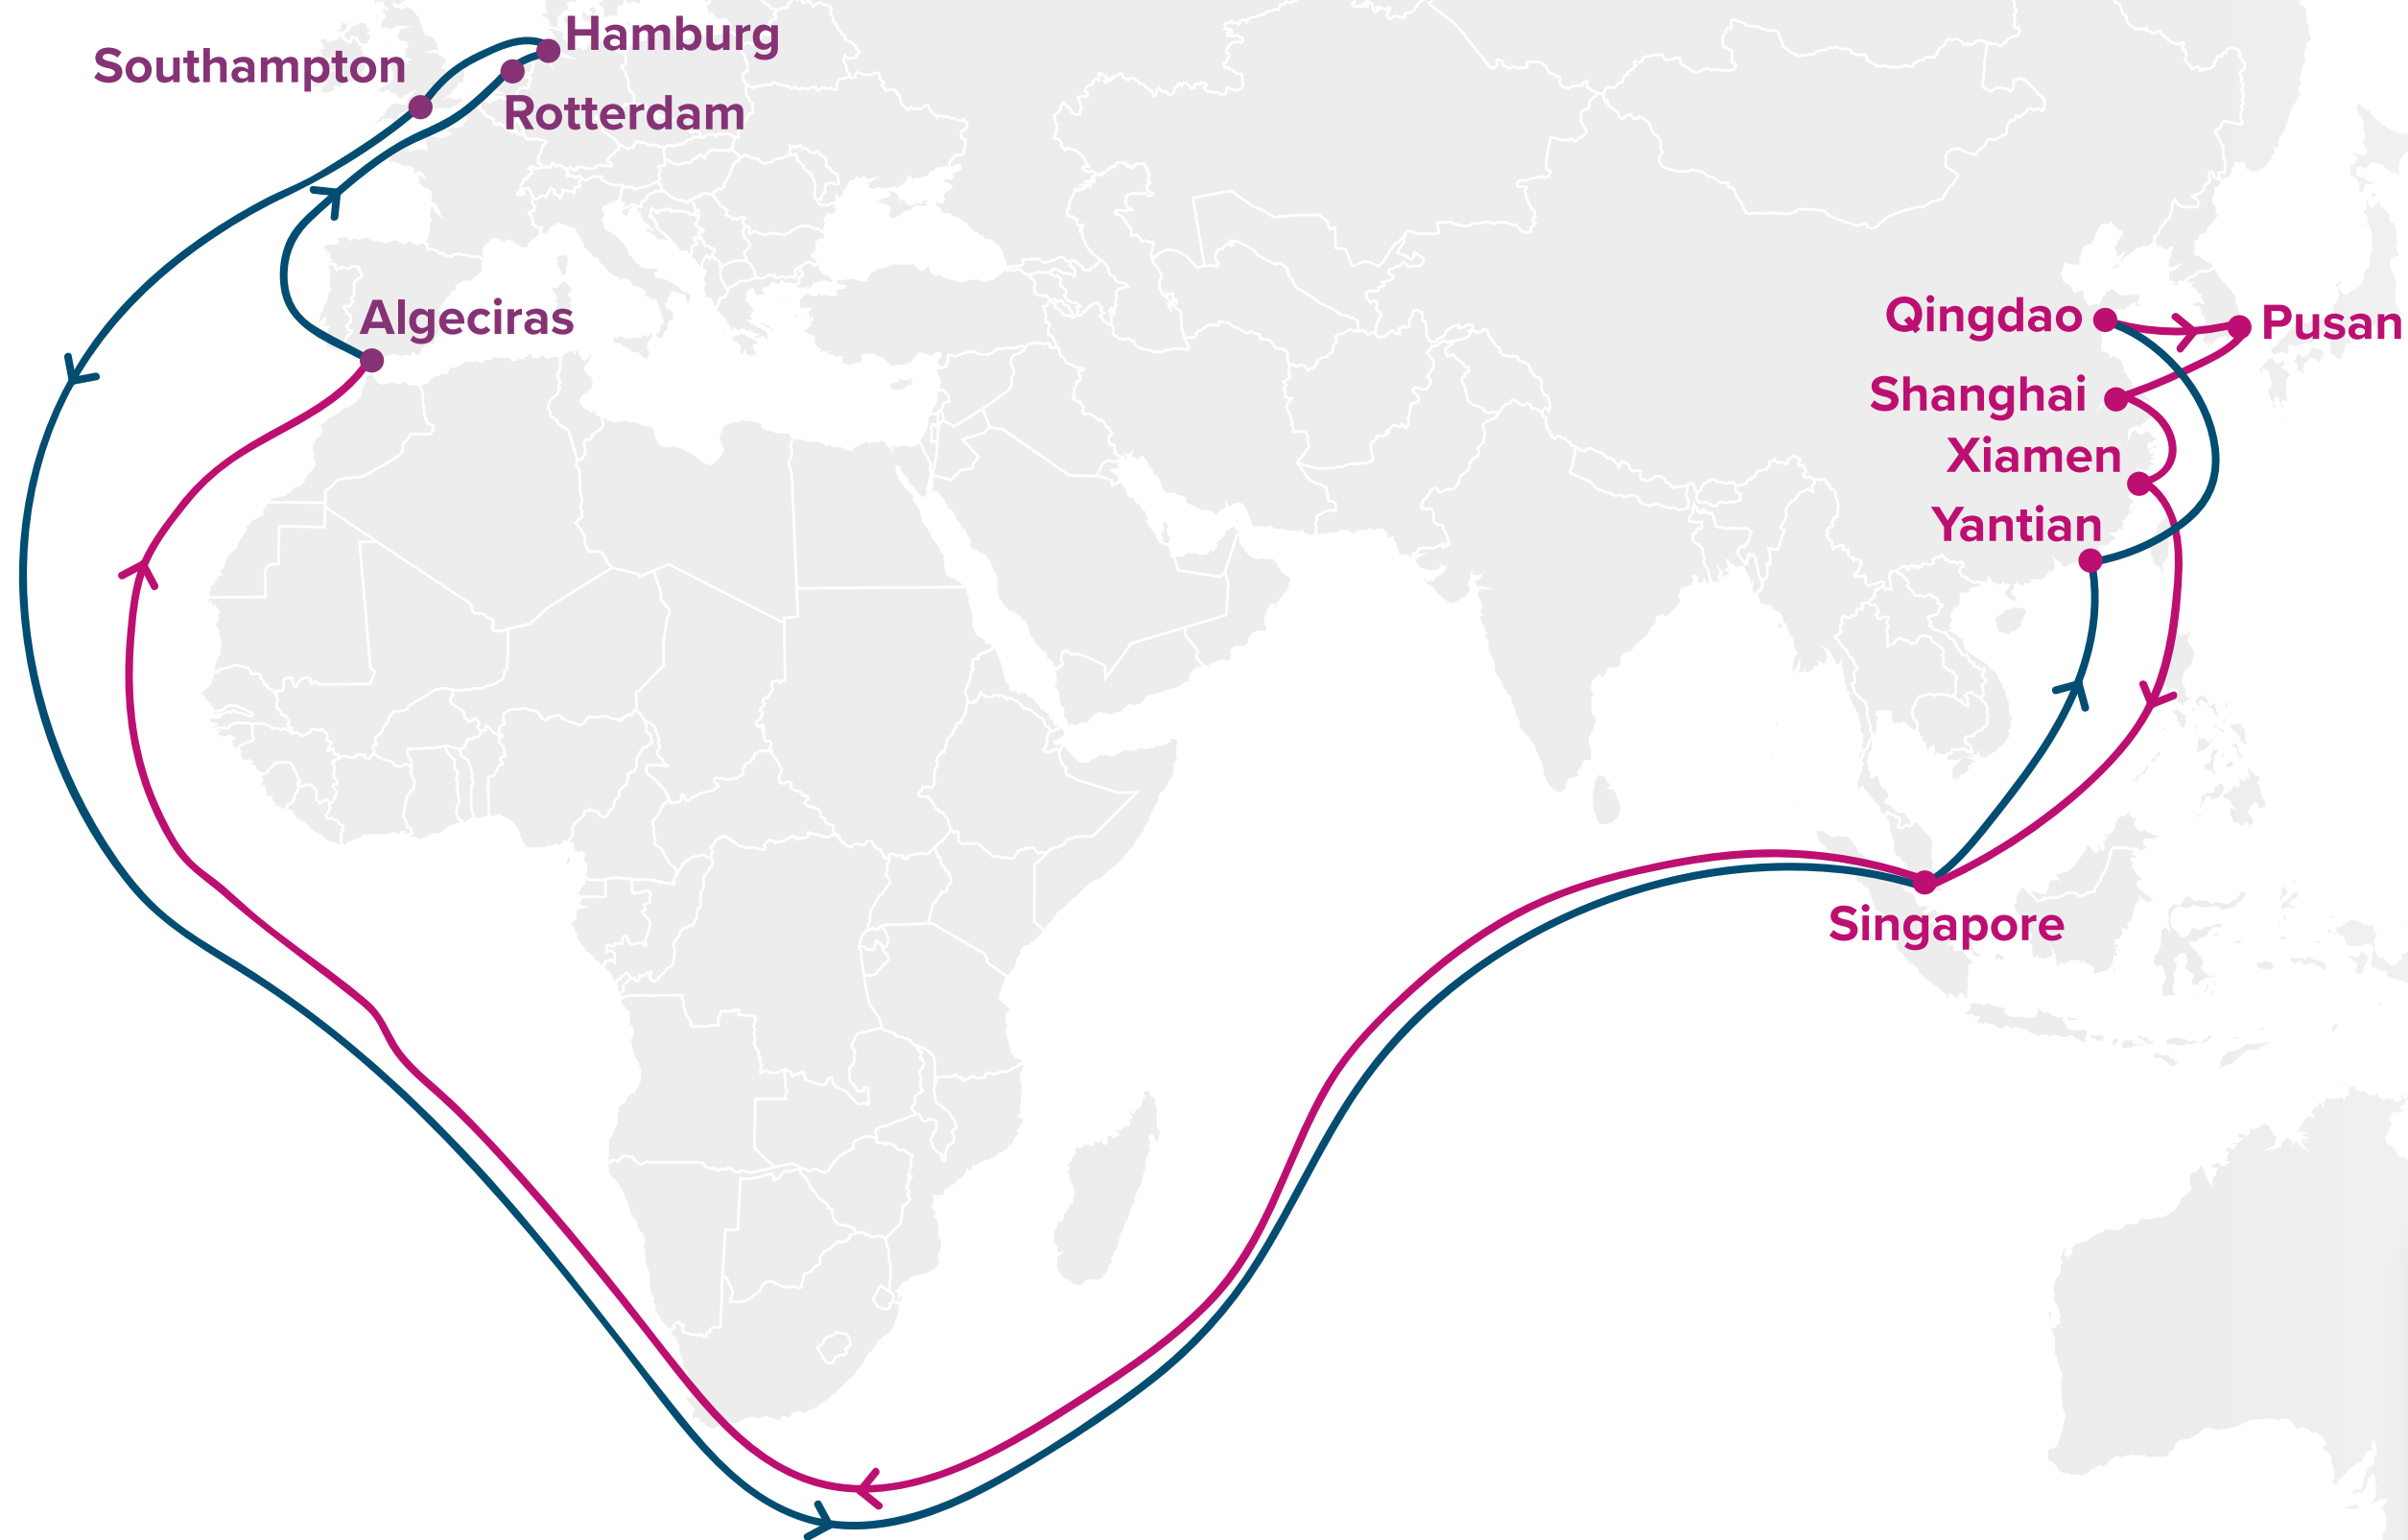 Hamburg
Southampton
Rotterdam
Algeciras
Qingdao
Pusan
Shanghai
Xiamen
Yantian
Singapore